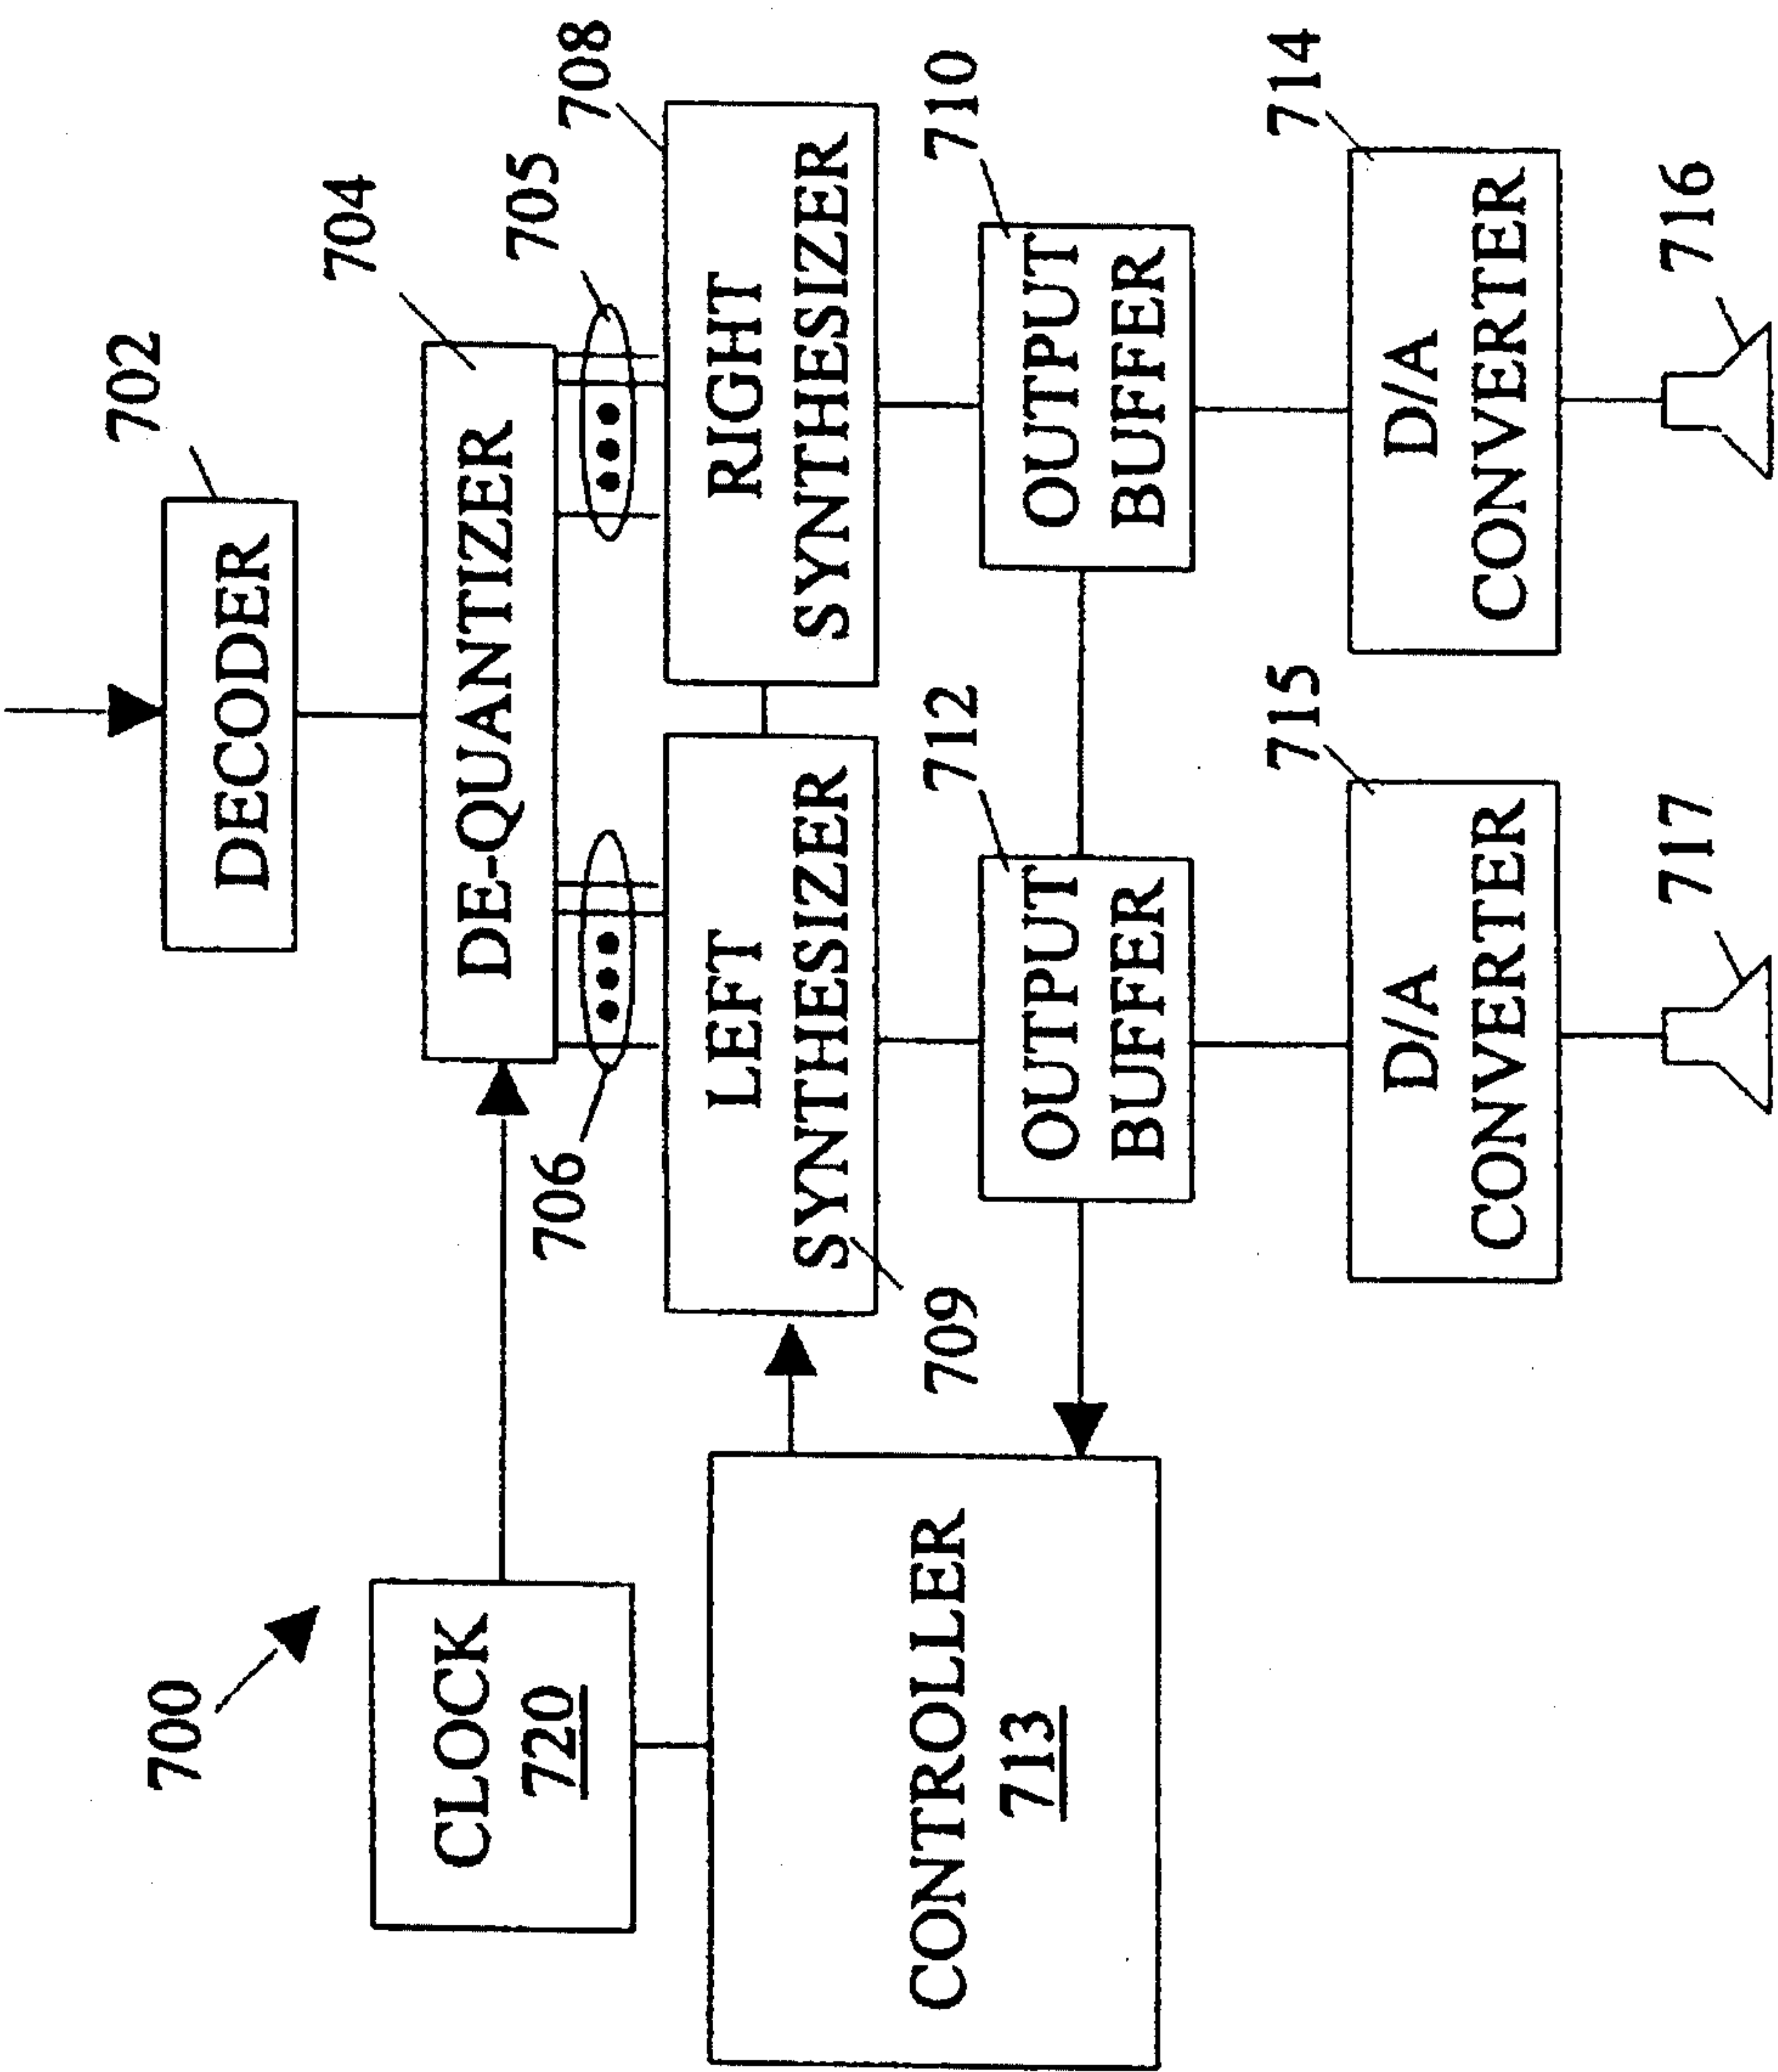 700
702
DECODER
704
DE-QUANTIZER
CLOCK
720
706
705
708
LEFT
SYNTHESIZER
RIGHT
SYNTHESIZER
709
CONTROLLER
713
712
OUTPUT
BUFFER
710
OUTPUT
BUFFER
715
D/A
CONVERTER
714
D/A
CONVERTER
717
716